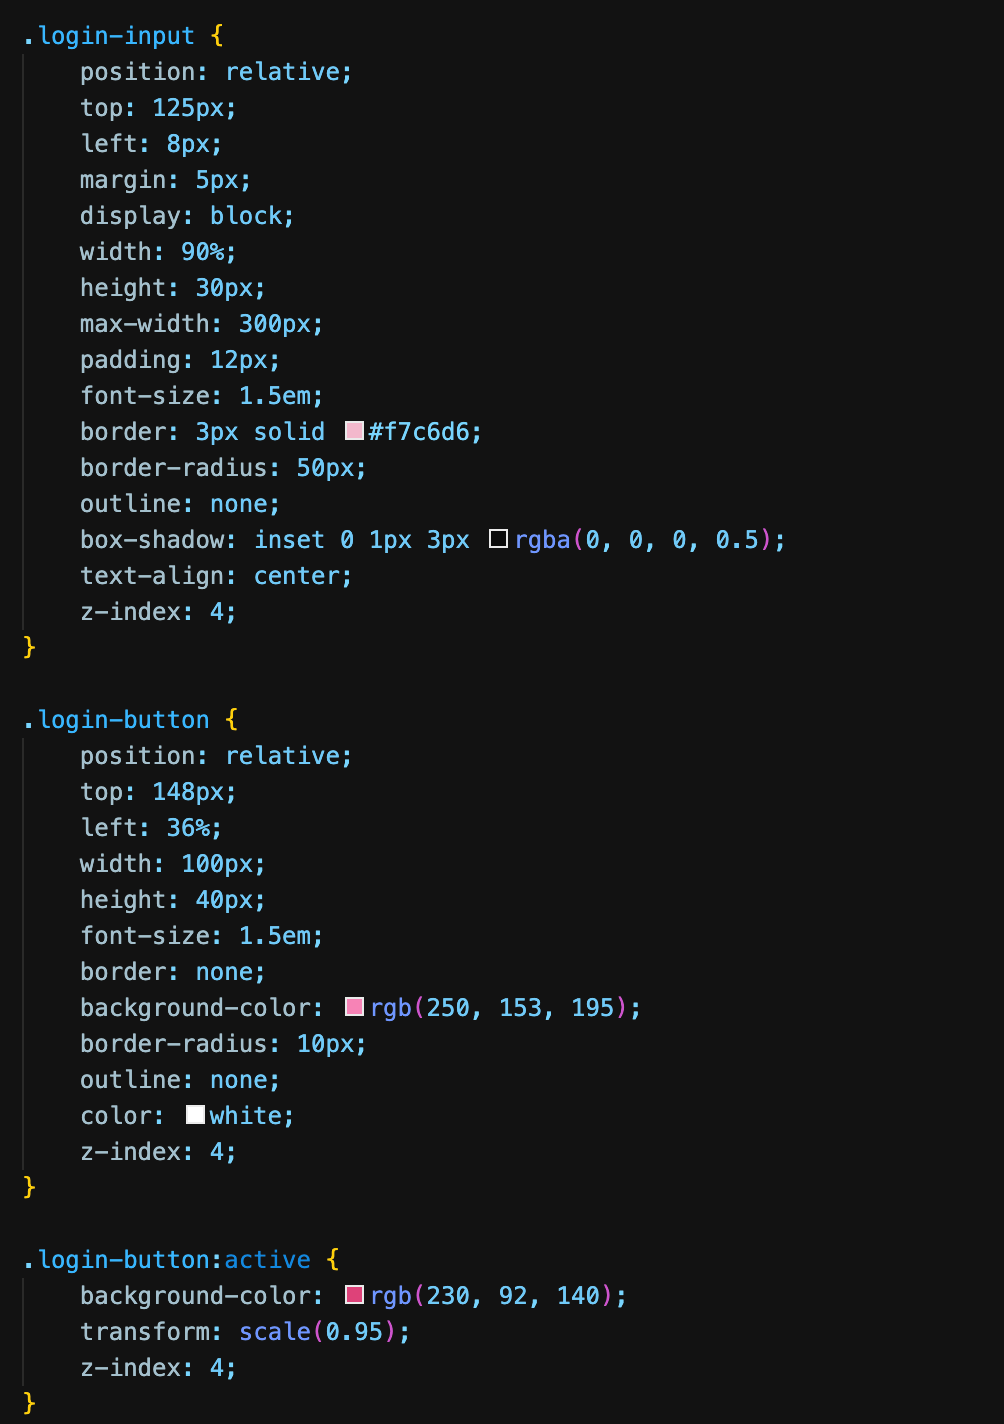 .login-input {
    position: relative;
    top: 125px;
    left: 8px;
    margin: 5px;
    display: block;
    width: 90%;
    height: 30px;
    max-width: 300px;
    padding: 12px;
    font-size: 1.5em;
    border: 3px solid #f7c6d6;
    border-radius: 50px;
    outline: none;
    box-shadow: inset 0 1px 3px rgba(0, 0, 0, 0.5);
    text-align: center;
    z-index: 4;
}

.login-button {
    position: relative;
    top: 148px;
    left: 36%;
    width: 100px;
    height: 40px;
    font-size: 1.5em;
    border: none;
    background-color: rgb(250, 153, 195);
    border-radius: 10px;
    outline: none;
    color: white;
    z-index: 4;
}

.login-button:active {
    background-color: rgb(230, 92, 140);
    transform: scale(0.95);
    z-index: 4;
}